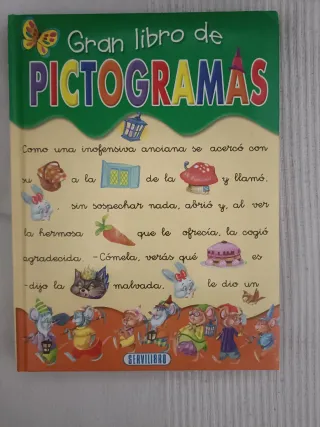 Gran libro de
PICTOGRAMAS
Como una inofensiva anciana se acercó con
su a la de la y llamó.
, sin sospechar nada, abrió y, al ver
la hermosa que le ofrecía, la cogió
agradecida. -Cómela, verás qué es
-dijo la malvada, le dio un
SERVILIBRO